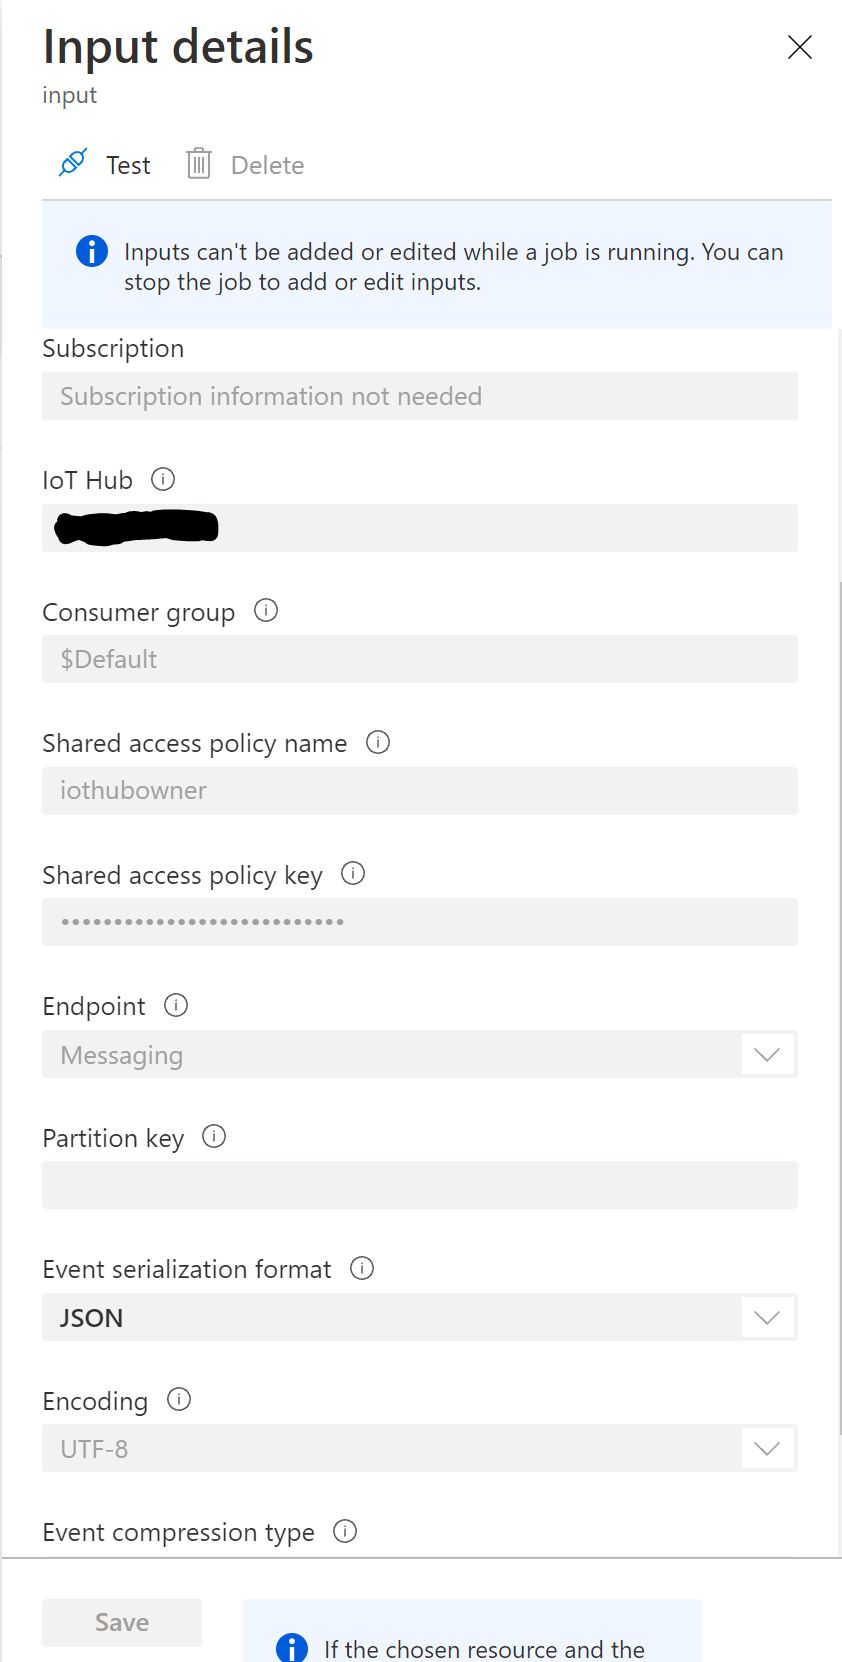 Input details
input
Test
Delete
Inputs can't be added or edited while a job is running. You can
stop the job to add or edit inputs.
Subscription
Subscription information not needed
IoT Hub
Consumer group
$Default
Shared access policy name
iothubowner
Shared access policy key
•••••••••••••••••••••••••••
Endpoint
Messaging
Partition key
Event serialization format
JSON
Encoding
UTF-8
Event compression type
Save
If the chosen resource and the